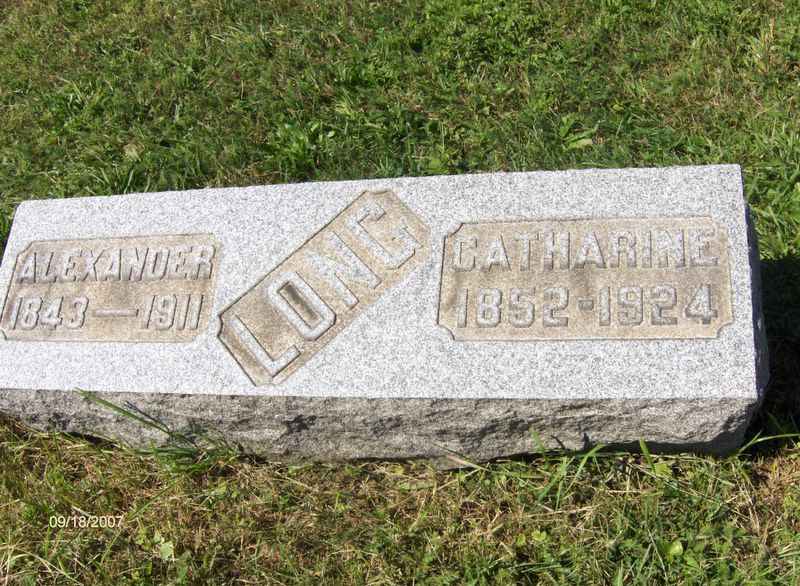 ALEXANDER
1843—1911
LONG
CATHARINE
1852-1924
09/18/2007